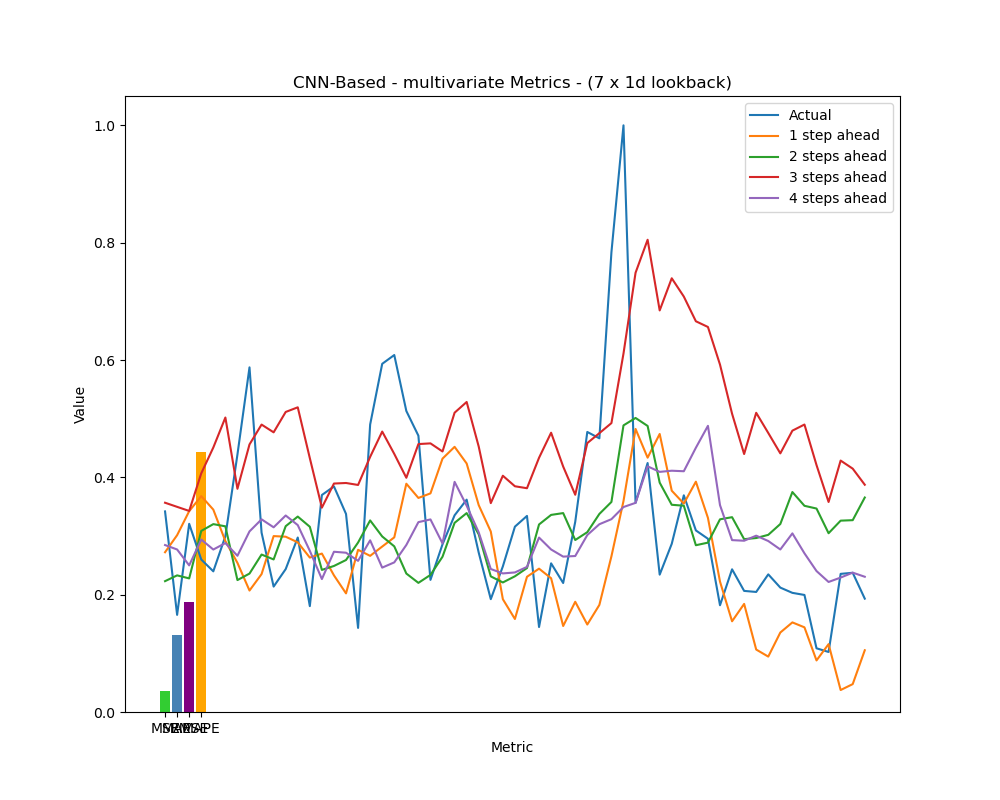 CNN-Based - multivariate Metrics - (7 x 1d lookback)
Actual
1 step ahead
2 steps ahead
3 steps ahead
4 steps ahead
1.0
0.8
0.6
0.4
0.2
0.0
Value
Metric